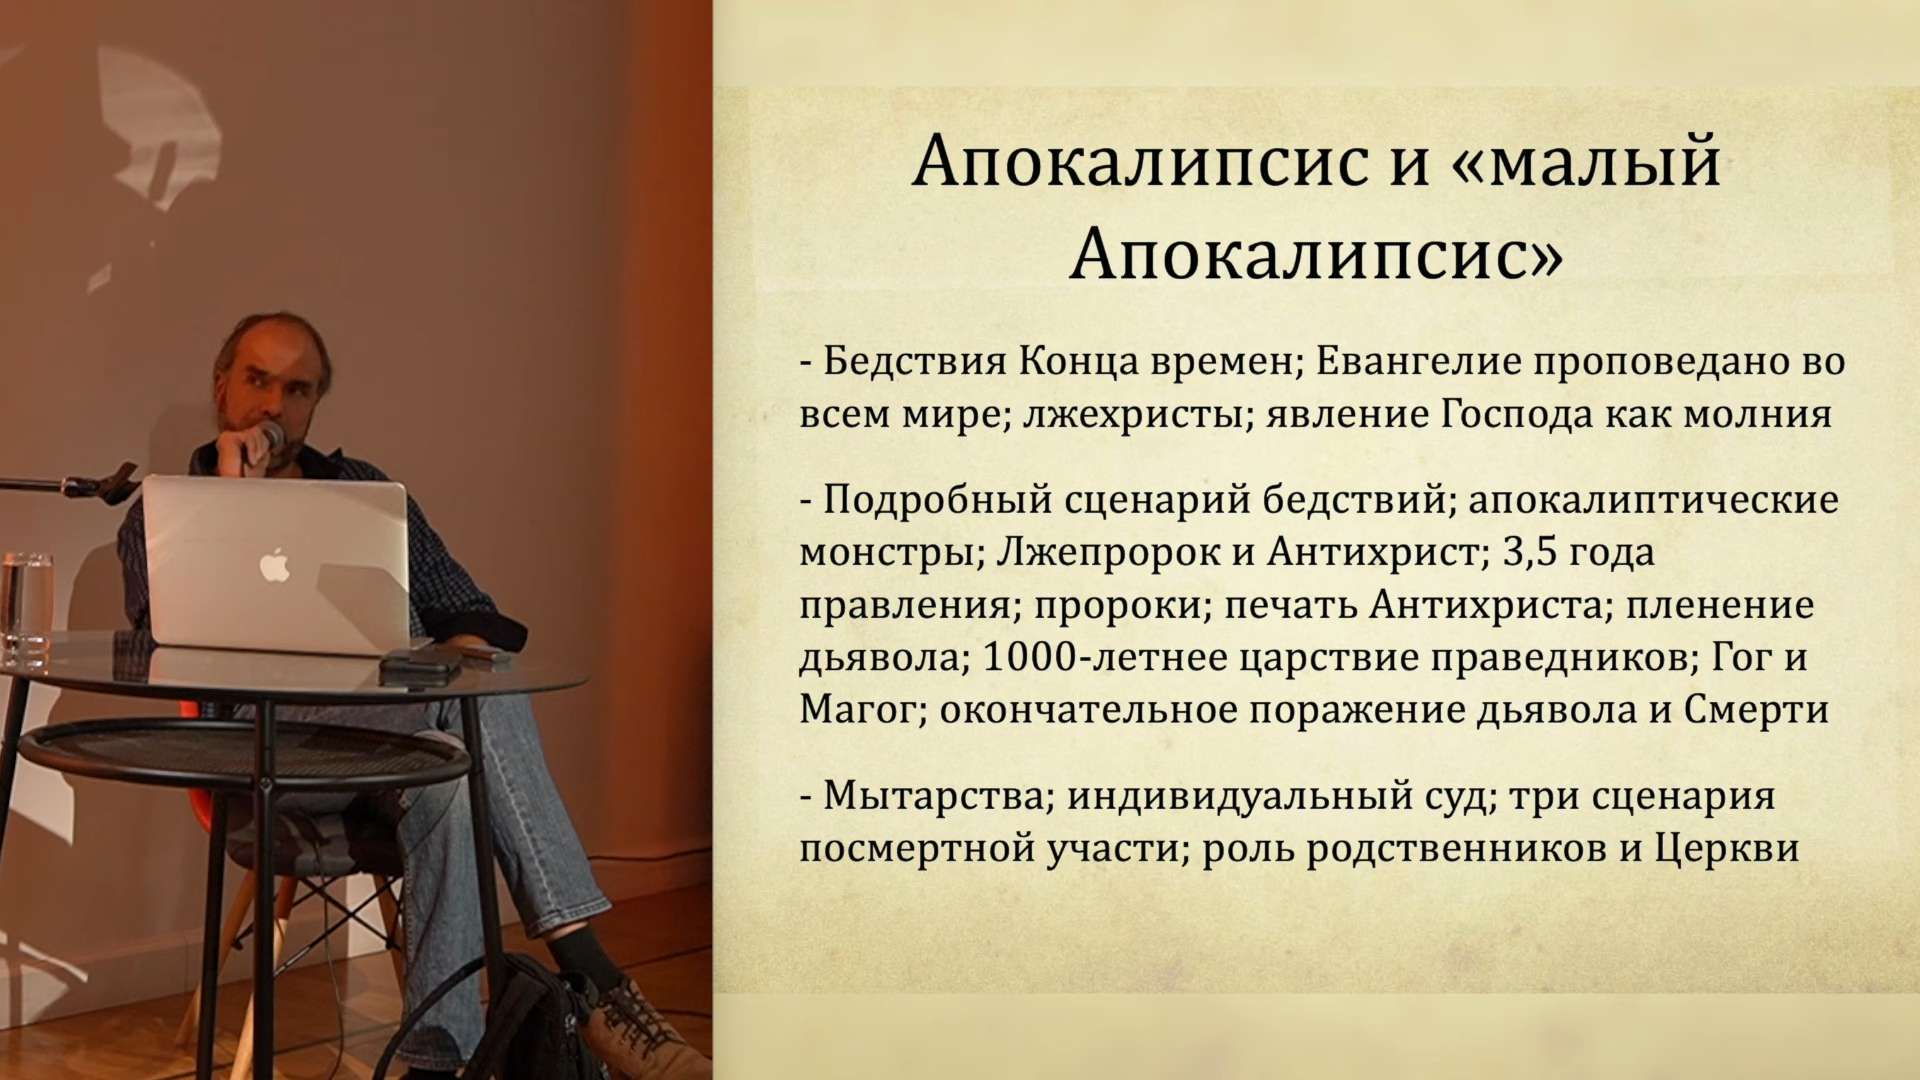 Апокалипсис и «малый
Апокалипсис»
- Бедствия Конца времен; Евангелие проповедано во
всем мире; лжехристы; явление Господа как молния
- Подробный сценарий бедствий; апокалиптические
монстры; Лжепророк и Антихрист; 3,5 года
правления; пророки; печать Антихриста; пленение
дьявола; 1000-летнее царствие праведников; Гог и
Магог; окончательное поражение дьявола и Смерти
- Мытарства; индивидуальный суд; три сценария
посмертной участи; роль родственников и Церкви